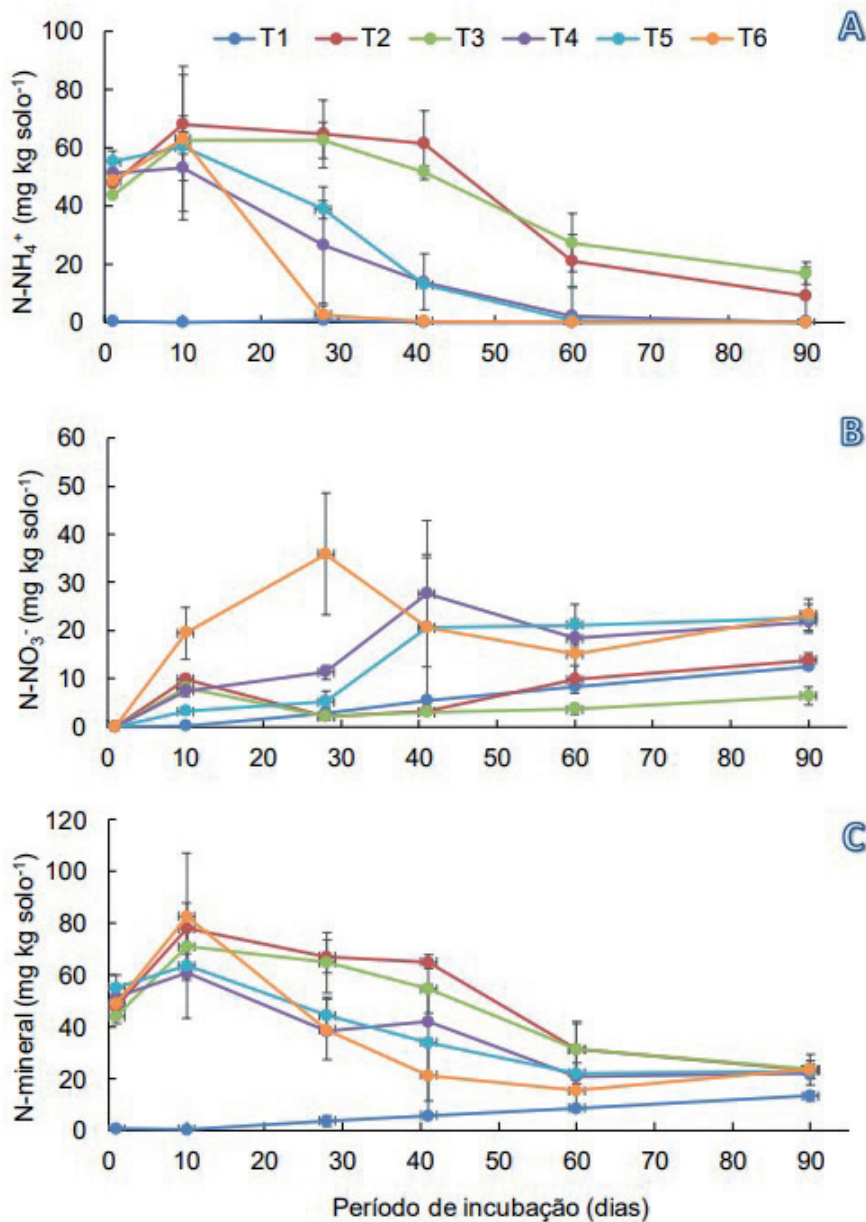 A
T1 T2 T3 T4 T5 T6
N-NH₄⁺ (mg kg solo⁻¹)
100
80
60
40
20
0
0 10 20 30 40 50 60 70 80 90
B
N-NO₃⁻ (mg kg solo⁻¹)
60
50
40
30
20
10
0
0 10 20 30 40 50 60 70 80 90
C
N-mineral (mg kg solo⁻¹)
120
100
80
60
40
20
0
0 10 20 30 40 50 60 70 80 90
Período de incubação (dias)